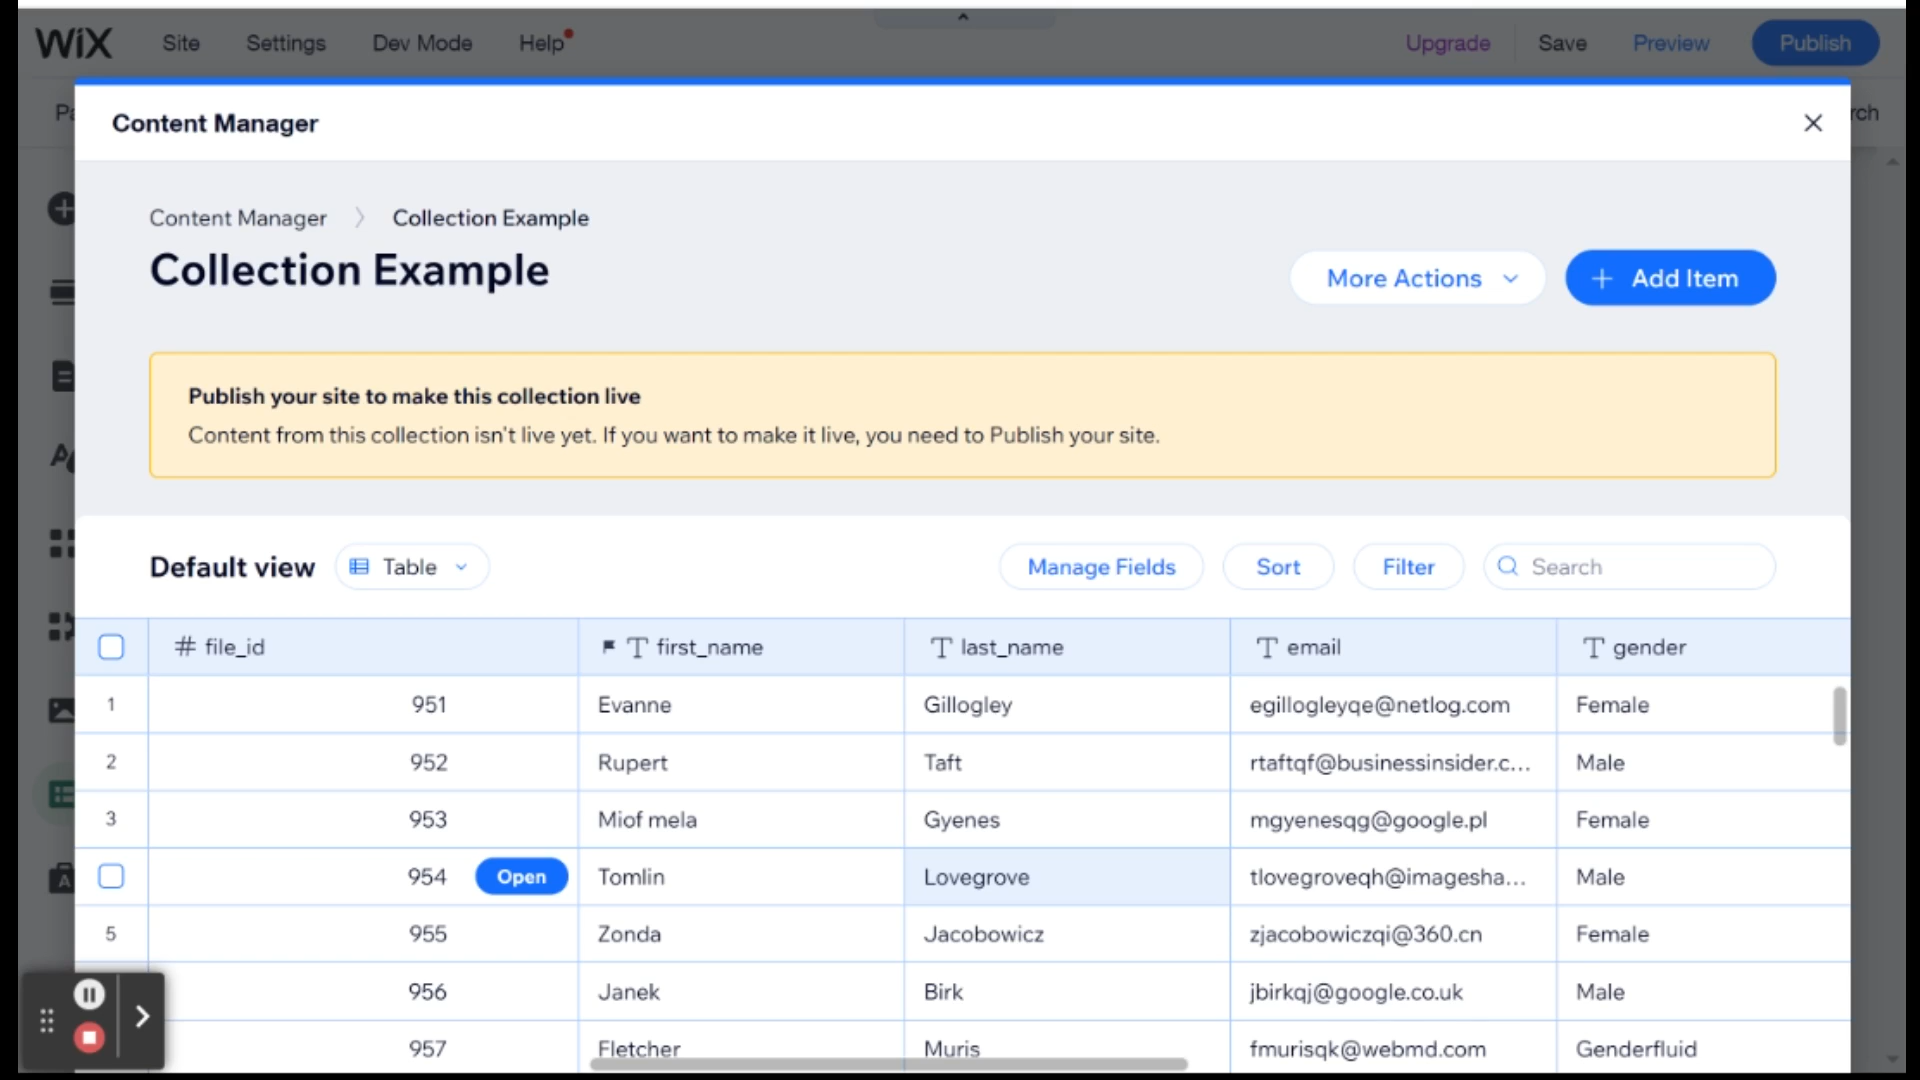 WiX Site Settings Dev Mode Help Upgrade Save Preview Publish
Content Manager
Content Manager Collection Example
Collection Example
More Actions Add Item
Publish your site to make this collection live
Content from this collection isn't live yet. If you want to make it live, you need to Publish your site.
Default view Table Manage Fields Sort Filter Search
file_id first_name last_name email gender
1 951 Evanne Gillogley egillogleyqe@netlog.com Female
2 952 Rupert Taft rtaftqf@businessinsider.c... Male
3 953 Miof mela Gyenes mgyenesqg@google.pl Female
954 Open Tomlin Lovegrove tlovegroveqh@imagesha... Male
5 955 Zonda Jacobowicz zjacobowiczqi@360.cn Female
956 Janek Birk jbirkqj@google.co.uk Male
957 Fletcher Muris fmurisqk@webmd.com Genderfluid